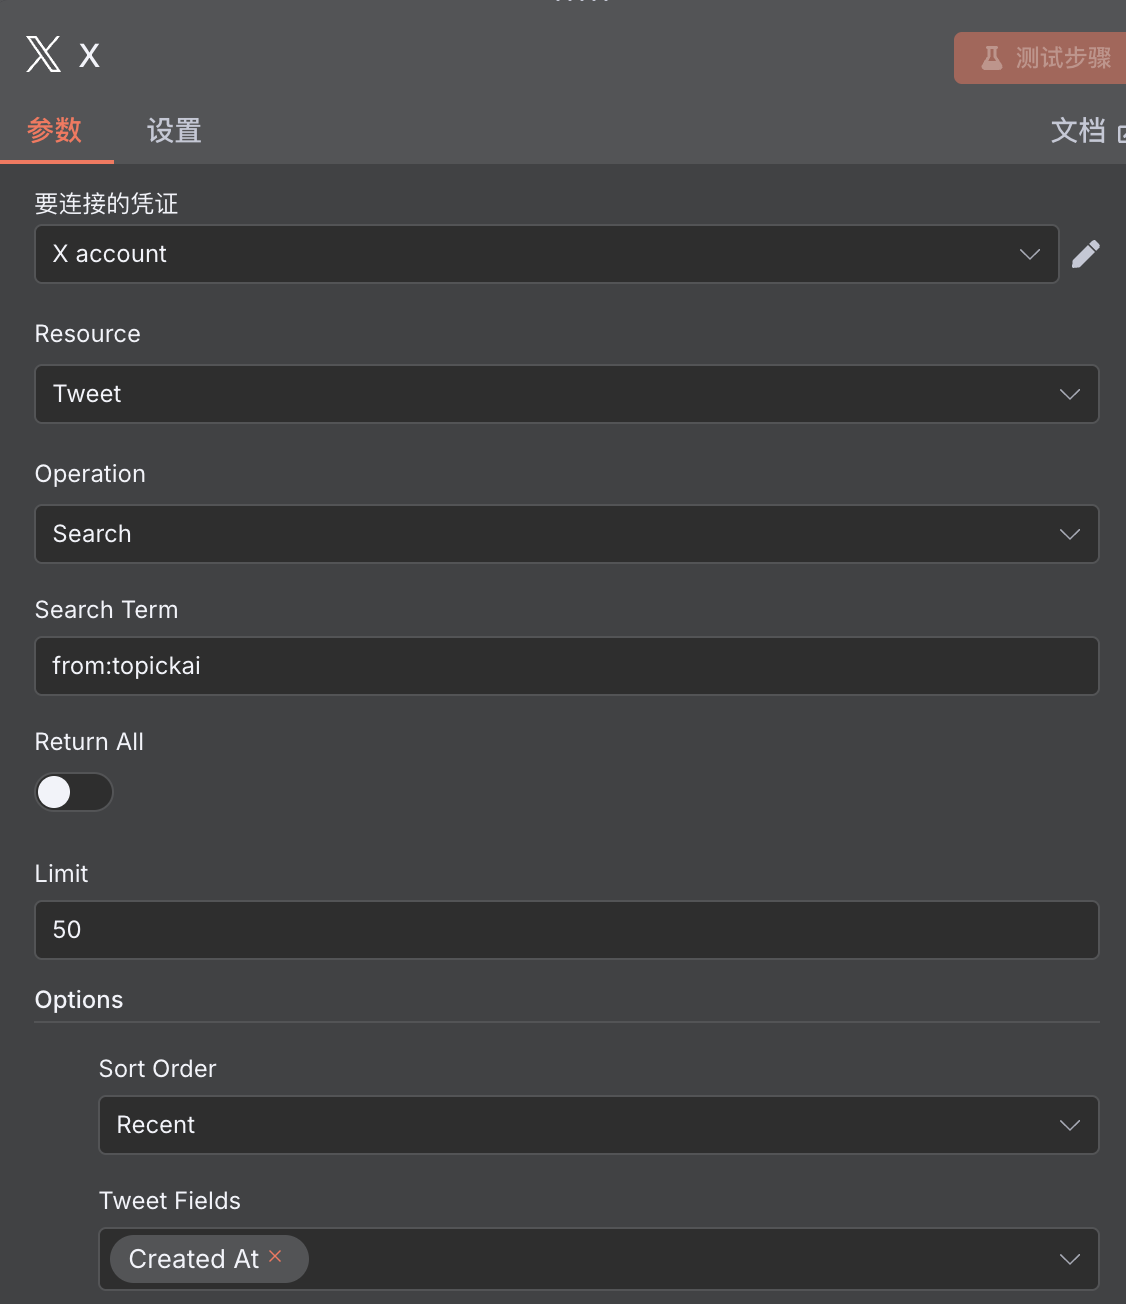 X
测试步骤
参数
设置
文档
要连接的凭证
X account
Resource
Tweet
Operation
Search
Search Term
from:topickai
Return All
Limit
50
Options
Sort Order
Recent
Tweet Fields
Created At